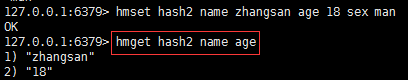 127.0.0.1:6379> hmset hash2 name zhangsan age 18 sex man
OK
127.0.0.1:6379> hmget hash2 name age
1) "zhangsan"
2) "18"